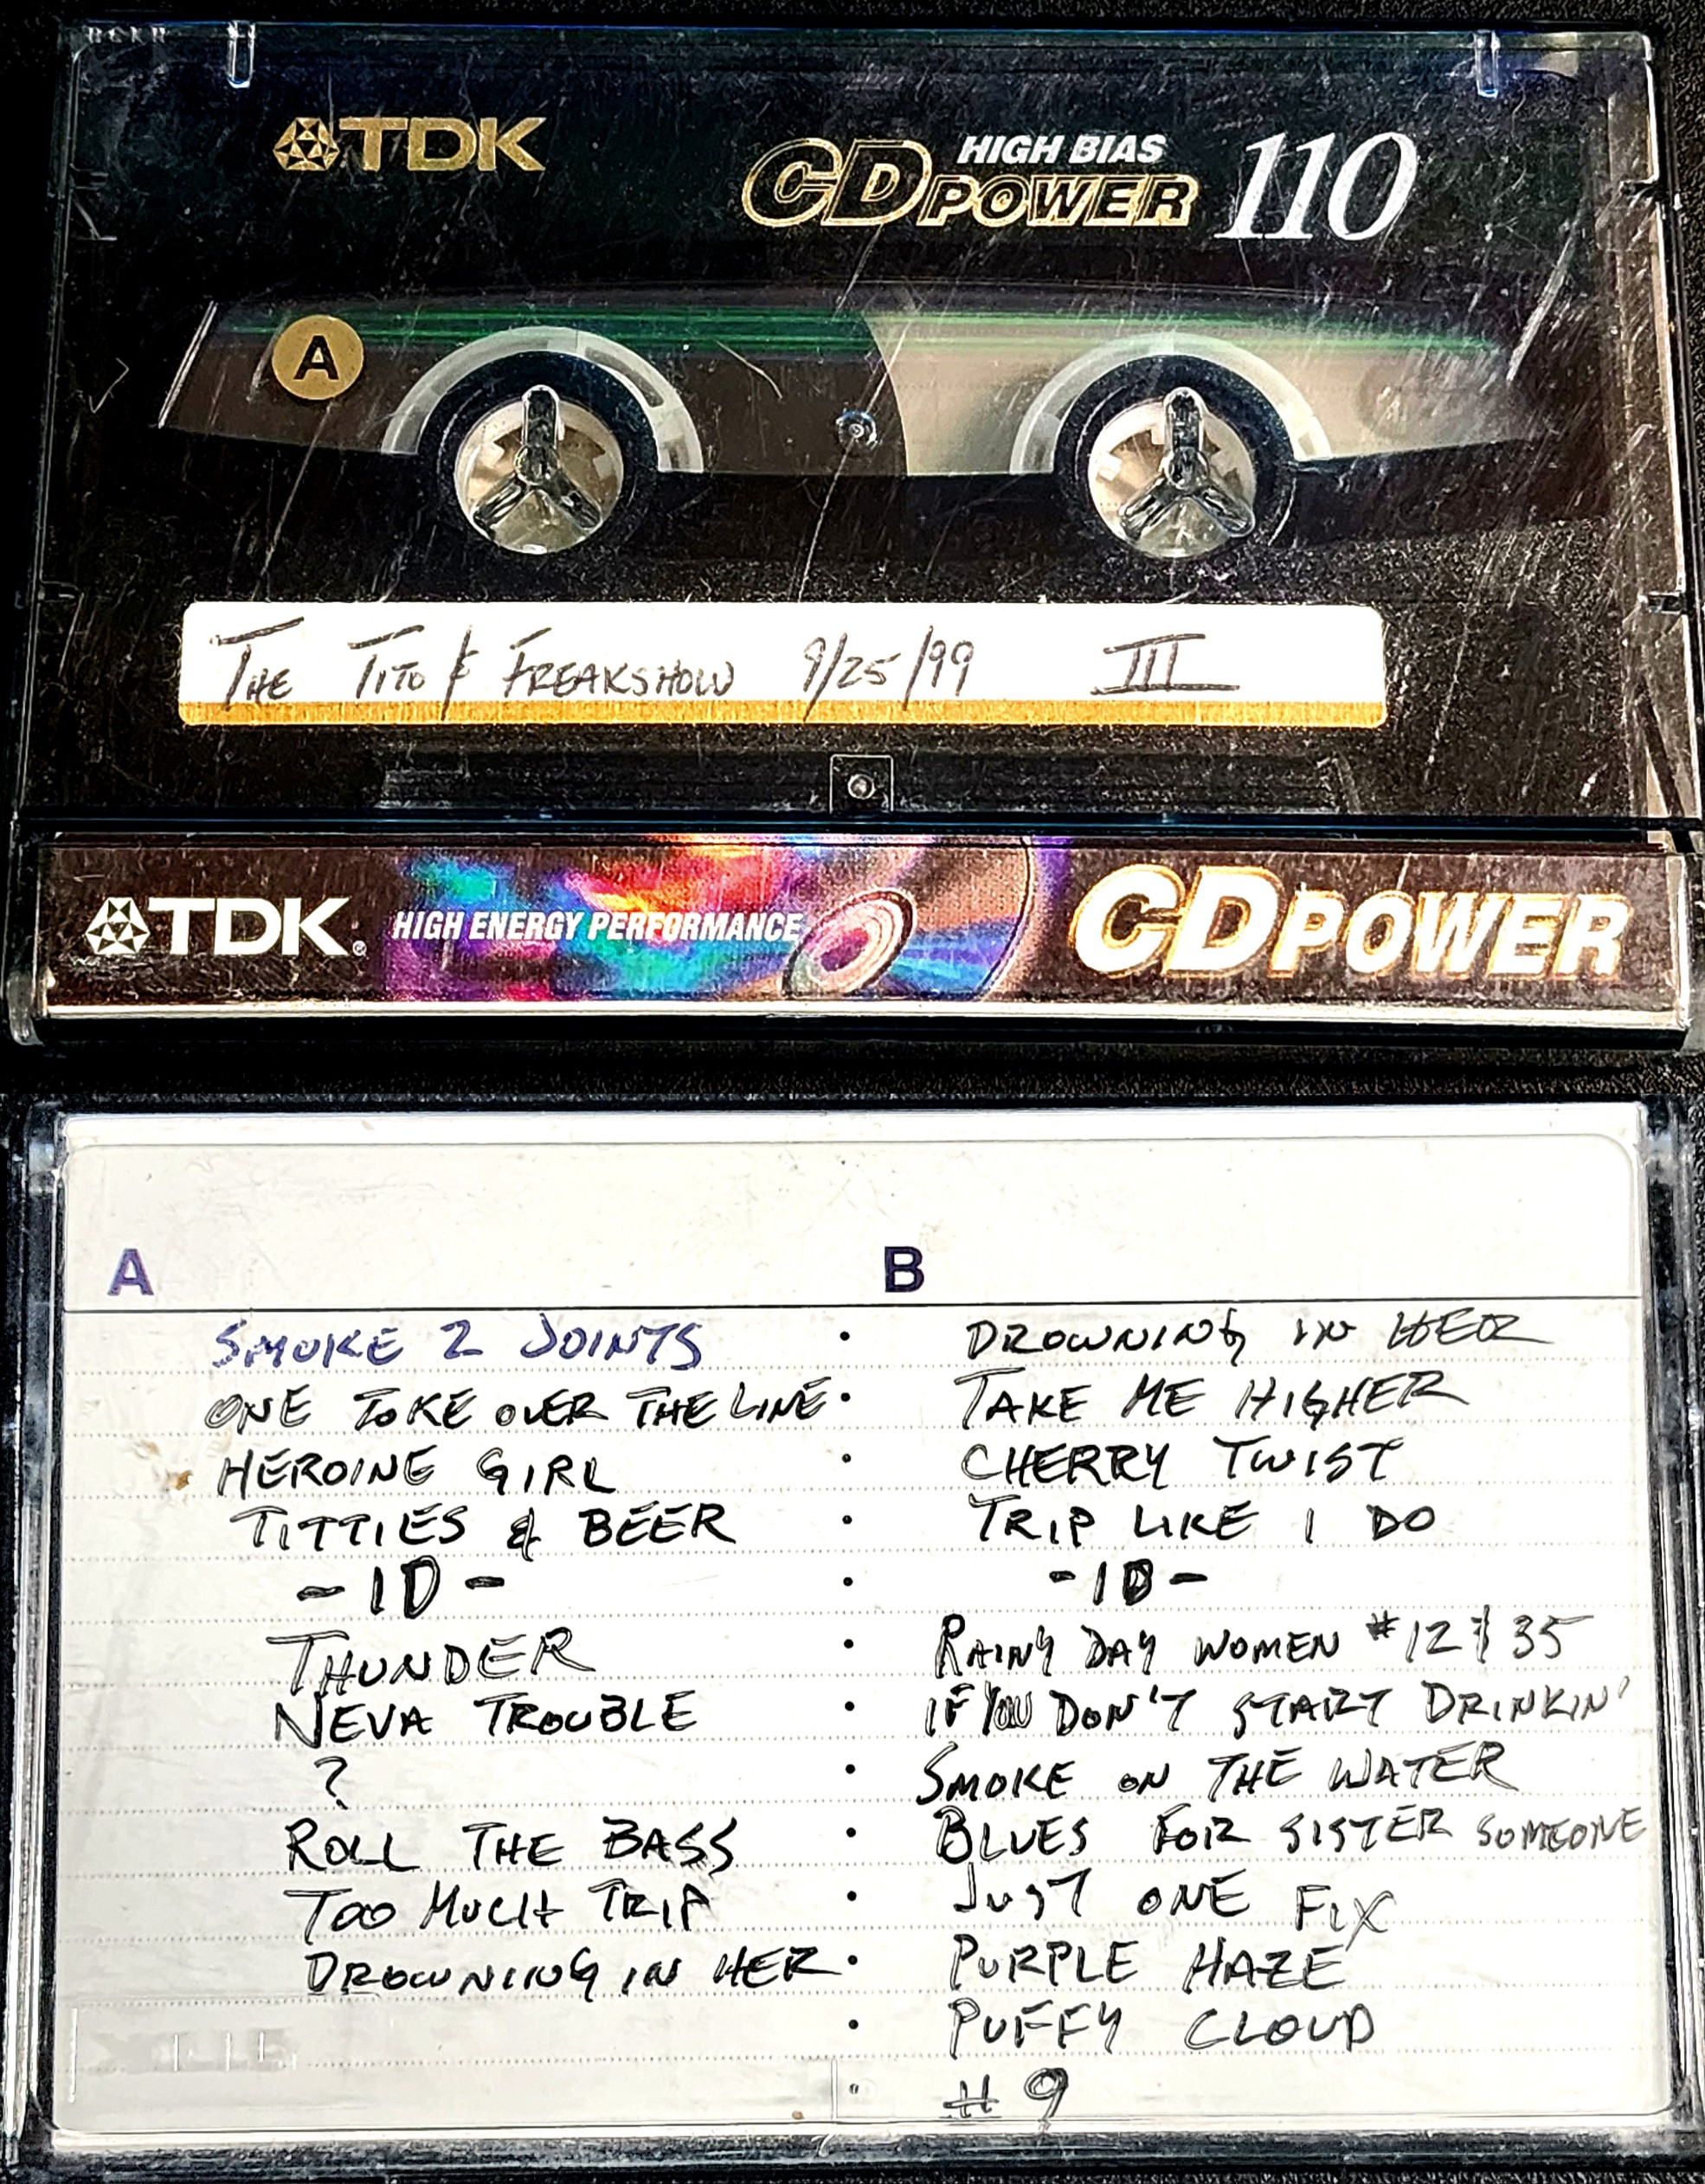 TDK
HIGH BIAS
CD POWER 110
A
THE TITO & FREAKSHOW 9/25/99 III
TDK® HIGH ENERGY PERFORMANCE CD POWER
A
SMOKE 2 JOINTS
ONE TOKE OVER THE LINE
HEROINE GIRL
TITTIES & BEER
- ID -
THUNDER
NEVA TROUBLE
?
ROLL THE BASS
TOO MUCH TRIP
DROWNING IN HER
B
DROWNING IN HER
TAKE ME HIGHER
CHERRY TWIST
TRIP LIKE I DO
- ID -
RAINY DAY WOMEN #12 & 35
IF YOU DON'T START DRINKIN'
SMOKE ON THE WATER
BLUES FOR SISTER SOMEONE
JUST ONE FIX
PURPLE HAZE
PUFFY CLOUD
#9